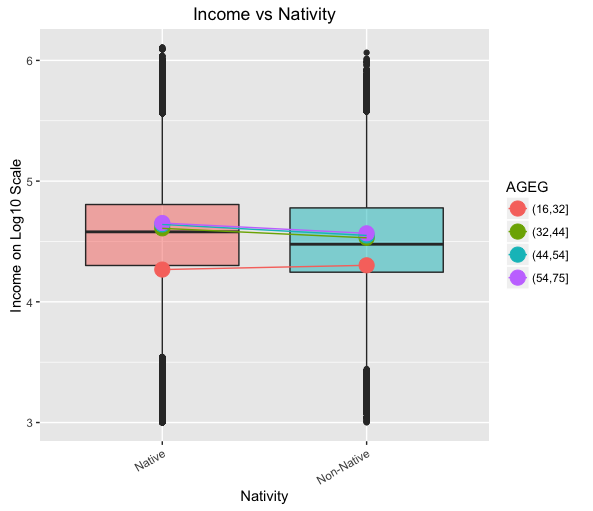 Income vs Nativity
Income on Log10 Scale
6
5
4
3
Native
Non-Native
Nativity
AGEG
(16,32]
(32,44]
(44,54]
(54,75]